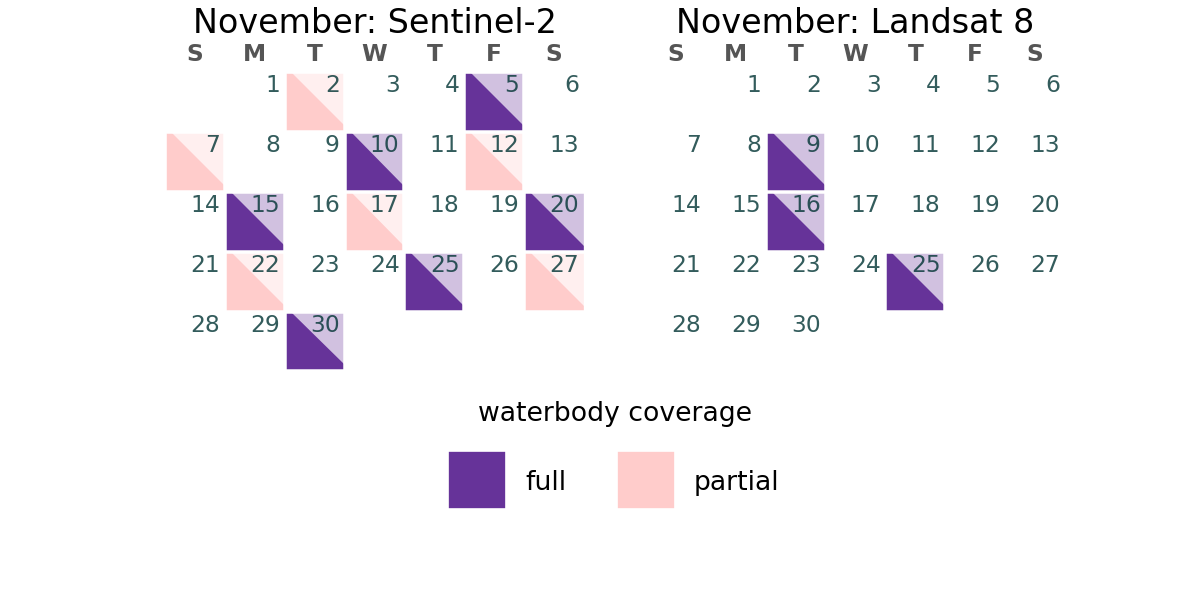 November: Sentinel-2
S M T W T F S
1 2 3 4 5 6
7 8 9 10 11 12 13
14 15 16 17 18 19 20
21 22 23 24 25 26 27
28 29 30
November: Landsat 8
S M T W T F S
1 2 3 4 5 6
7 8 9 10 11 12 13
14 15 16 17 18 19 20
21 22 23 24 25 26 27
28 29 30
waterbody coverage
full
partial